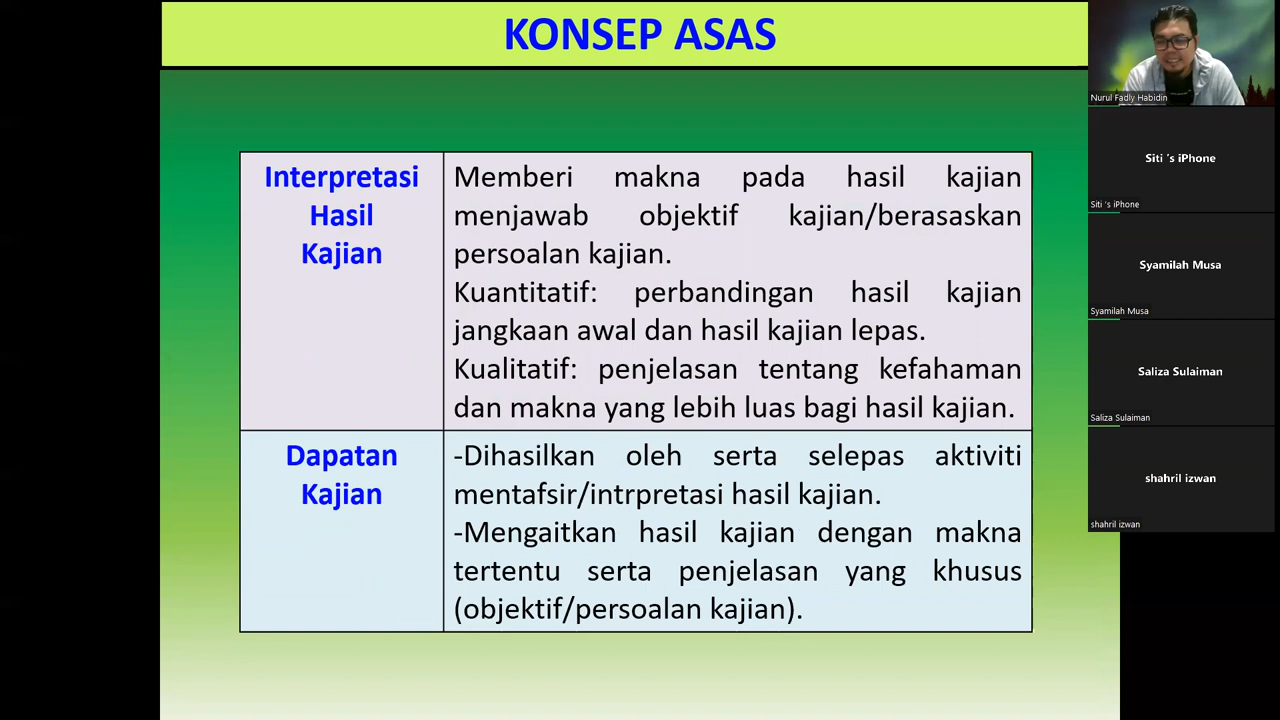 KONSEP ASAS
Interpretasi
Hasil
Kajian
Memberi makna pada hasil kajian
menjawab objektif kajian/berasaskan
persoalan kajian.
Kuantitatif: perbandingan hasil kajian
jangkaan awal dan hasil kajian lepas.
Kualitatif: penjelasan tentang kefahaman
dan makna yang lebih luas bagi hasil kajian.
Dapatan
Kajian
-Dihasilkan oleh serta selepas aktiviti
mentafsir/intrpretasi hasil kajian.
-Mengaitkan hasil kajian dengan makna
tertentu serta penjelasan yang khusus
(objektif/persoalan kajian).
Nurul Fadly Habidin
Siti 's iPhone
Siti 's iPhone
Syamilah Musa
Syamilah Musa
Saliza Sulaiman
Saliza Sulaiman
shahril izwan
shahril izwan